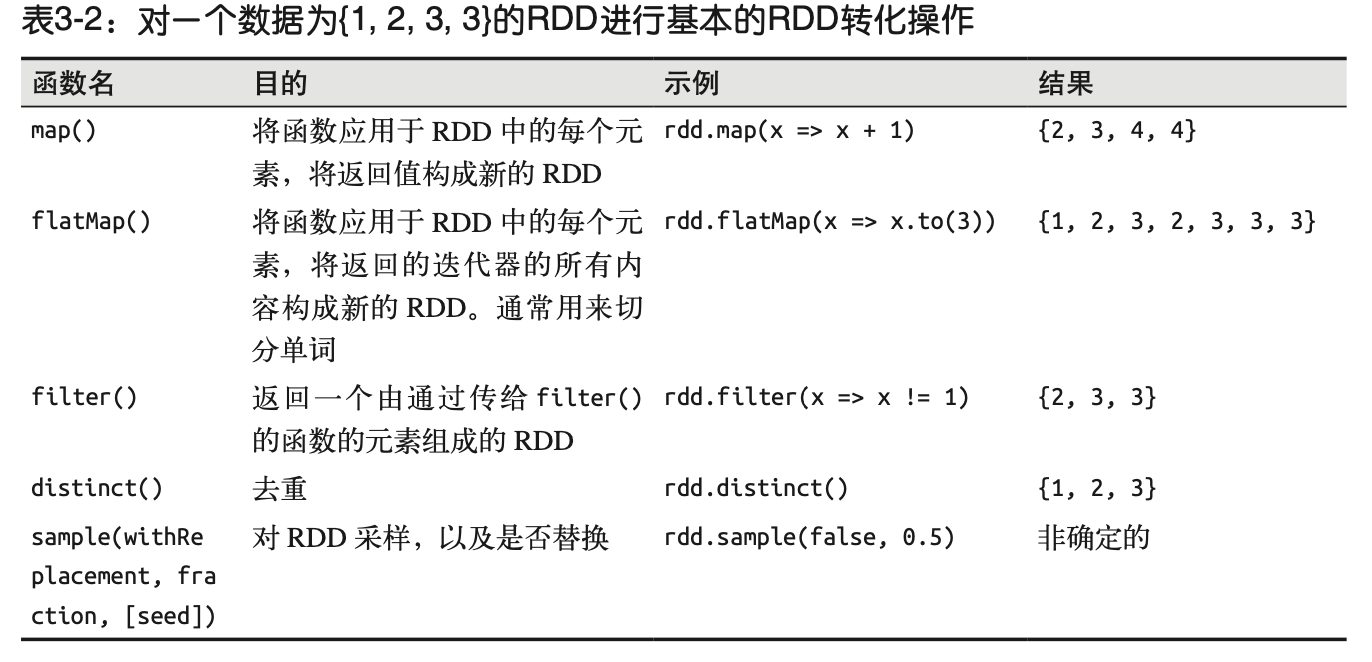 表3-2：对一个数据为{1, 2, 3, 3}的RDD进行基本的RDD转化操作
函数名 目的 示例 结果
map() 将函数应用于 RDD 中的每个元 rdd.map(x => x + 1) {2, 3, 4, 4}
素，将返回值构成新的 RDD
flatMap() 将函数应用于 RDD 中的每个元 rdd.flatMap(x => x.to(3)) {1, 2, 3, 2, 3, 3, 3}
素，将返回的迭代器的所有内
容构成新的 RDD。通常用来切
分单词
filter() 返回一个由通过传给 filter() rdd.filter(x => x != 1) {2, 3, 3}
的函数的元素组成的 RDD
distinct() 去重 rdd.distinct() {1, 2, 3}
sample(withRe 对 RDD 采样，以及是否替换 rdd.sample(false, 0.5) 非确定的
placement, fra
ction, [seed])